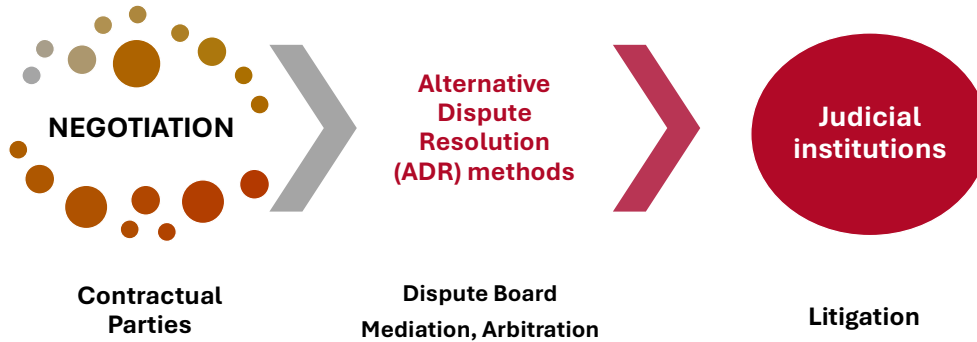 NEGOTIATION
Alternative
Dispute
Resolution
(ADR) methods
Judicial
institutions
Contractual
Parties
Dispute Board
Mediation, Arbitration
Litigation